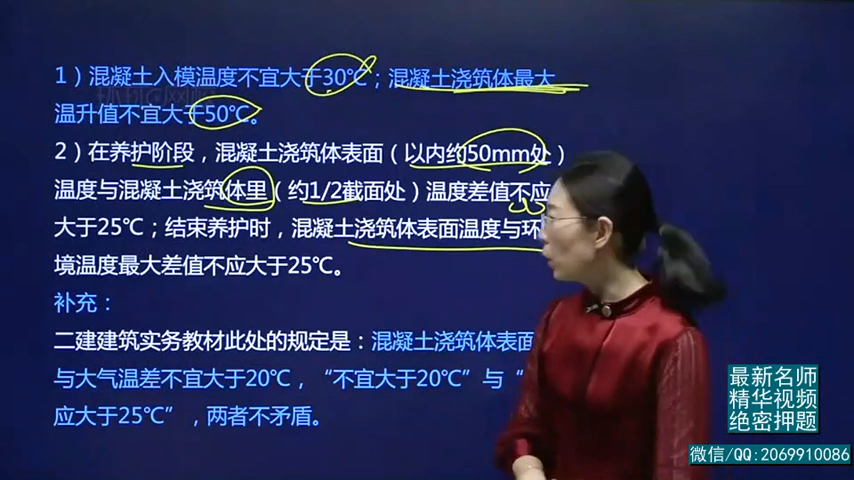 1）混凝土入模温度不宜大于30℃；混凝土浇筑体最大
温升值不宜大于50℃。
2）在养护阶段，混凝土浇筑体表面（以内约50mm处）
温度与混凝土浇筑体里（约1/2截面处）温度差值不应
大于25℃；结束养护时，混凝土浇筑体表面温度与环
境温度最大差值不应大于25℃。
补充：
二建建筑实务教材此处的规定是：混凝土浇筑体表面
与大气温差不宜大于20℃，“不宜大于20℃”与“
应大于25℃”，两者不矛盾。
最新名师
精华视频
绝密押题
微信/QQ:2069910086